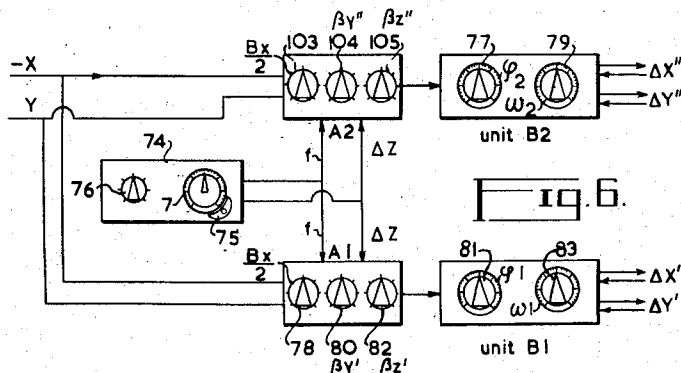 βY" βz"
103 104 105
Bx/2
77 79
φ2 ω2
-X
Y
ΔX"
ΔY"
A2
unit B2
74
76
7
75
f ΔZ
Fig. 6.
f ΔZ
A1
Bx/2
81 83
φ1 ω1
ΔX'
ΔY'
78 80 82
βY' βz'
unit B1